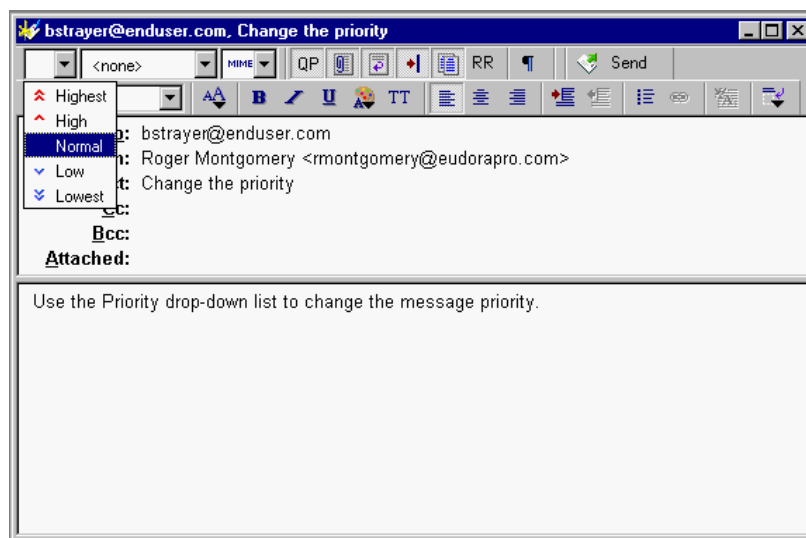 bstrayer@enduser.com, Change the priority
<none> MIME QP RR ¶ Send
AA B I U A TT
Highest
High
Normal
Low
Lowest
bstrayer@enduser.com
Roger Montgomery <rmontgomery@eudorapro.com>
Change the priority
Cc:
Bcc:
Attached:
Use the Priority drop-down list to change the message priority.